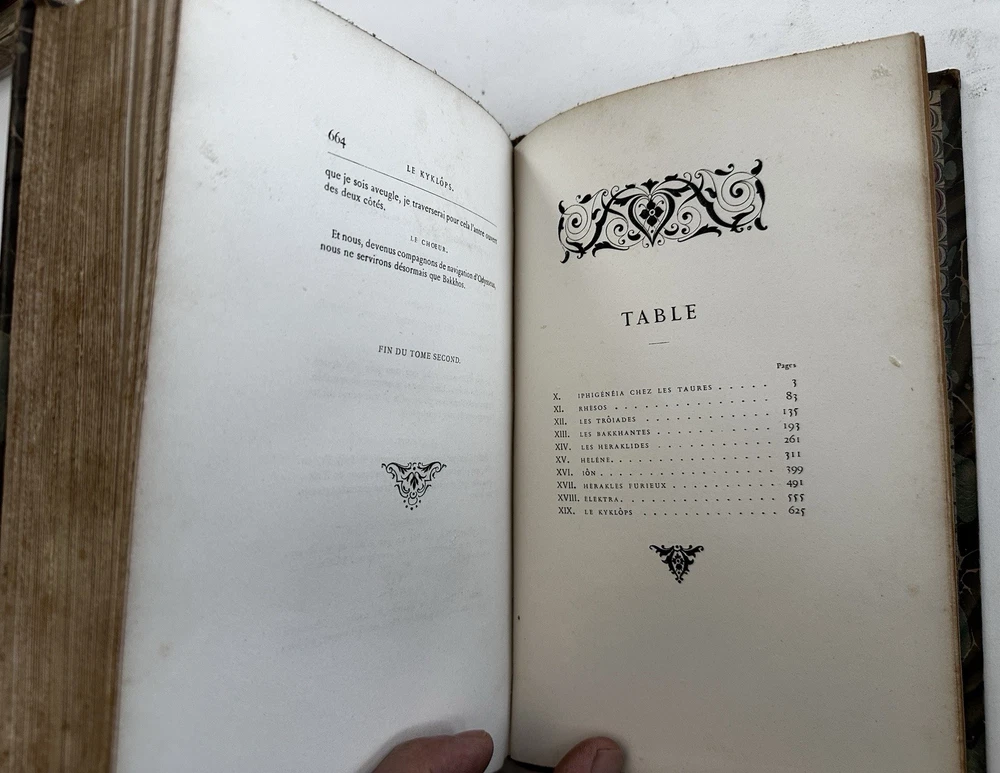 664
LE KYKLÔPS.
que je sois aveugle, je traverserai pour cela l'antre ouvert
des deux côtés.
LE CHOEUR.
Et nous, devenus compagnons de navigation d'Odysseus,
nous ne servirons désormais que Bakkhos.
FIN DU TOME SECOND.
TABLE
Pages
X. IPHIGÉNÉIA CHEZ LES TAURES . . . . . 3
XI. RHÈSOS . . . . . . . . . . . . . 83
XII. LES TRÔIADES . . . . . . . . . . 135
XIII. LES BAKKHANTES . . . . . . . . . 193
XIV. LES HÈRAKLIDES . . . . . . . . . 261
XV. HÉLÉNÈ. . . . . . . . . . . . . 311
XVI. IÔN . . . . . . . . . . . . . . 399
XVII. HÈRAKLÈS FURIEUX . . . . . . . . 491
XVIII. ÉLEKTRA. . . . . . . . . . . . 555
XIX. LE KYKLÔPS . . . . . . . . . . 625